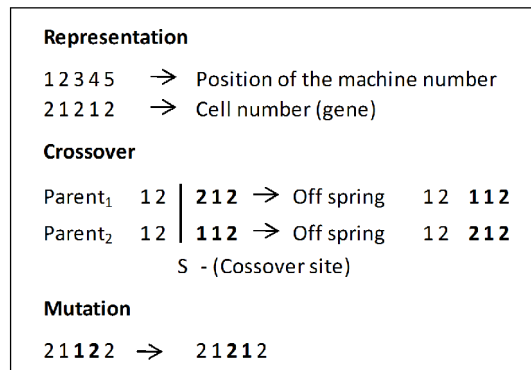 Representation
1 2 3 4 5 → Position of the machine number
2 1 2 1 2 → Cell number (gene)
Crossover
Parent₁ 1 2 | 2 1 2 → Off spring 1 2 1 1 2
Parent₂ 1 2 | 1 1 2 → Off spring 1 2 2 1 2
S - (Cossover site)
Mutation
2 1 1 2 2 → 2 1 2 1 2